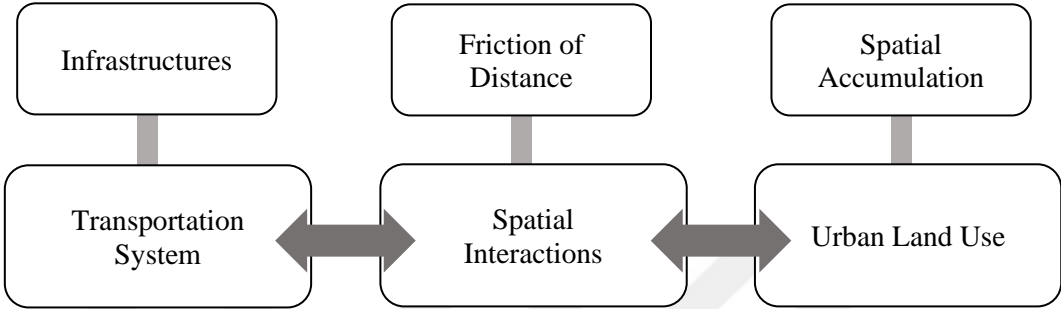 Infrastructures
Friction of
Distance
Spatial
Accumulation
Transportation
System
Spatial
Interactions
Urban Land Use